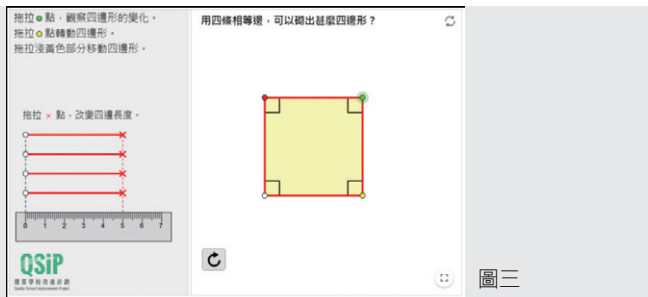 拖拉●點，觀察四邊形的變化。
拖拉●點轉動四邊形。
拖拉淺黃色部分移動四邊形。
用四條相等邊，可以砌出甚麼四邊形？
拖拉 × 點，改變四邊長度。
0 1 2 3 4 5 6 7
QSIP
優質學校改進計劃
Quality School Improvement Project
圖三